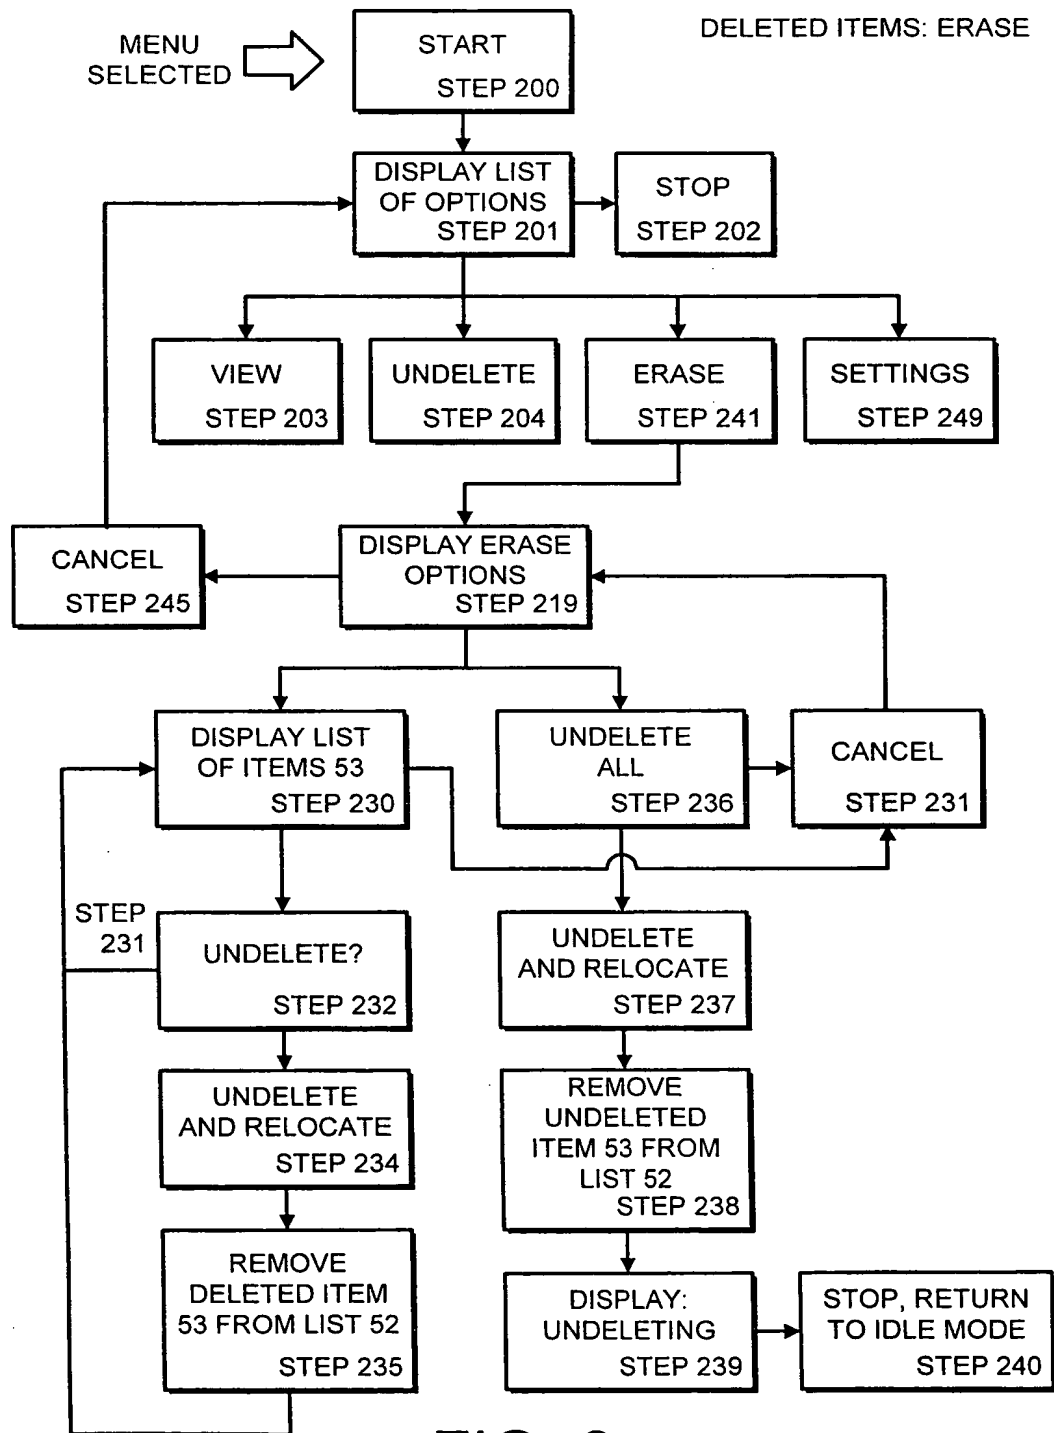 DELETED ITEMS: ERASE
MENU
SELECTED
START
STEP 200
DISPLAY LIST
OF OPTIONS
STEP 201
STOP
STEP 202
VIEW
STEP 203
UNDELETE
STEP 204
ERASE
STEP 241
SETTINGS
STEP 249
CANCEL
STEP 245
DISPLAY ERASE
OPTIONS
STEP 219
DISPLAY LIST
OF ITEMS 53
STEP 230
UNDELETE
ALL
STEP 236
CANCEL
STEP 231
STEP
231
UNDELETE?
STEP 232
UNDELETE
AND RELOCATE
STEP 237
UNDELETE
AND RELOCATE
STEP 234
REMOVE
UNDELETED
ITEM 53 FROM
LIST 52
STEP 238
REMOVE
DELETED ITEM
53 FROM LIST 52
STEP 235
DISPLAY:
UNDELETING
STEP 239
STOP, RETURN
TO IDLE MODE
STEP 240